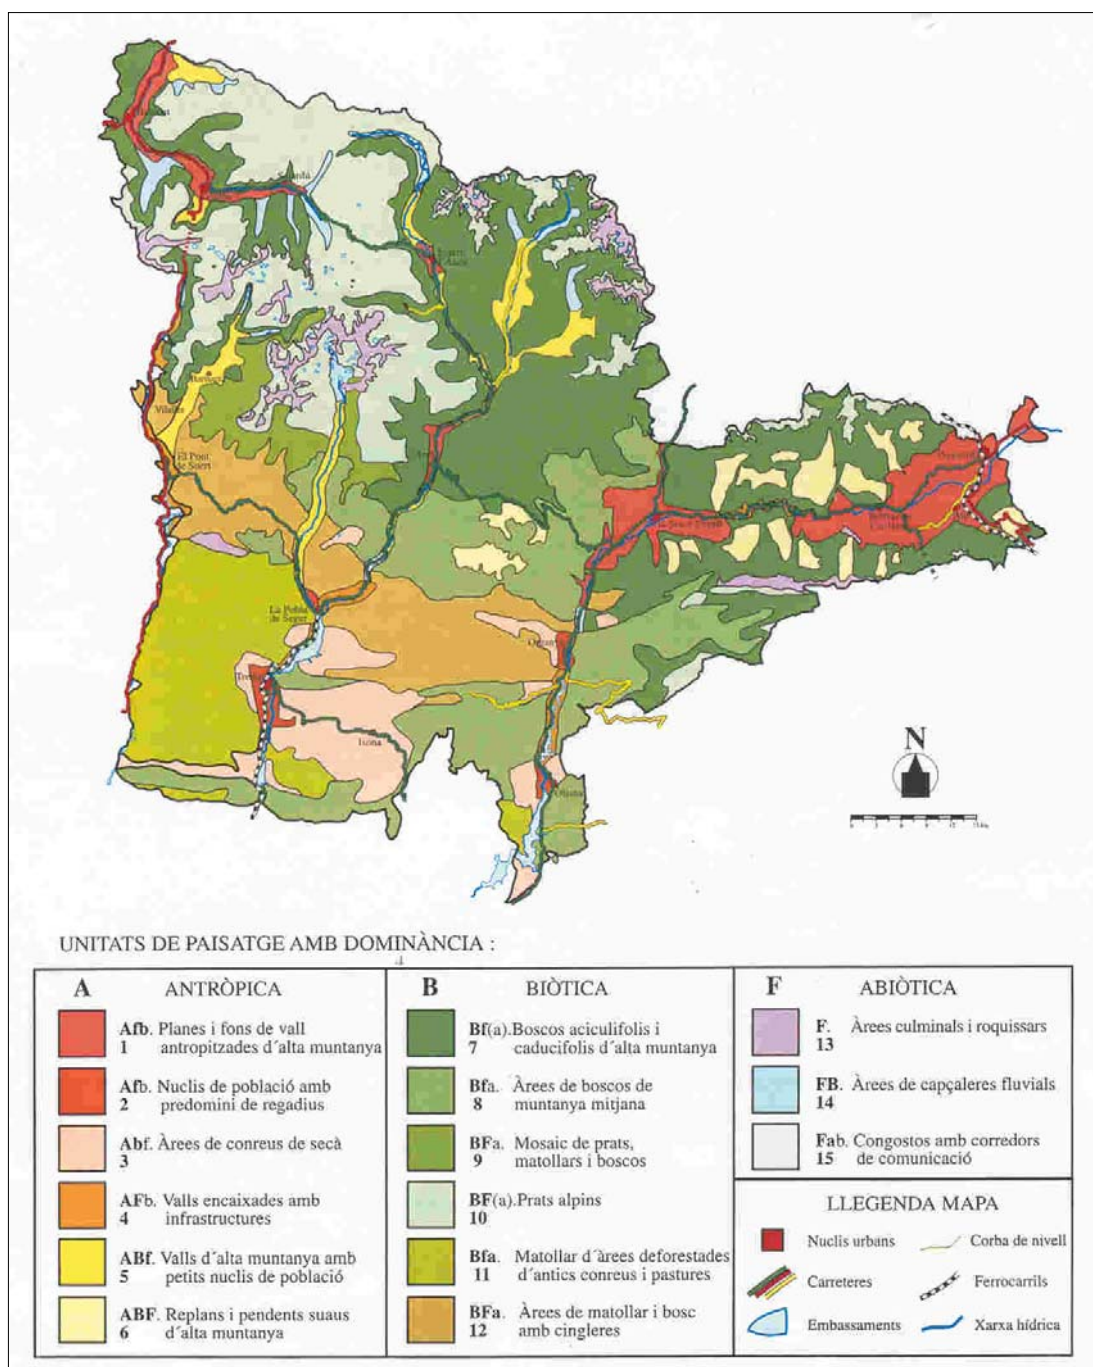 Vilaller
El Pont
de Suert
La Pobla
de Segur
Isona
Oliana
N
UNITATS DE PAISATGE AMB DOMINÀNCIA :
A ANTRÒPICA
Afb. Planes i fons de vall
1 antropitzades d´alta muntanya
Afb. Nuclis de població amb
2 predomini de regadius
Abf. Àrees de conreus de secà
3
AFb. Valls encaixades amb
4 infrastructures
ABf. Valls d´alta muntanya amb
5 petits nuclis de població
ABF. Replans i pendents suaus
6 d´alta muntanya
B BIÒTICA
Bf(a). Boscos aciculifolis i
7 caducifolis d´alta muntanya
Bfa. Àrees de boscos de
8 muntanya mitjana
BFa. Mosaic de prats,
9 matollars i boscos
BF(a). Prats alpins
10
Bfa. Matollar d´àrees deforestades
11 d´antics conreus i pastures
BFa. Àrees de matollar i bosc
12 amb cingleres
F ABIÒTICA
F. Àrees culminals i roquissars
13
FB. Àrees de capçaleres fluvials
14
Fab. Congostos amb corredors
15 de comunicació
LLEGENDA MAPA
Nuclis urbans
Corba de nivell
Carreteres
Ferrocarrils
Embassaments
Xarxa hídrica